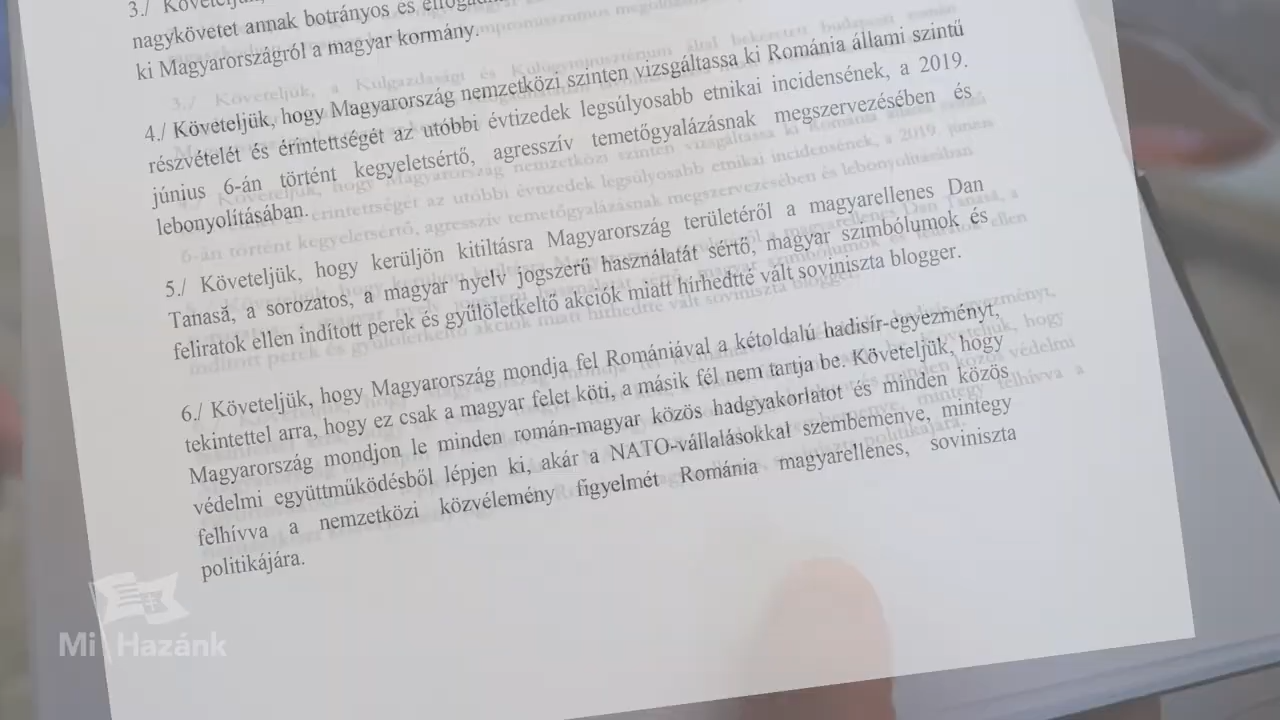 3./ Követeljük,
nagykövetet annak botrányos és
ki Magyarországról a magyar kormány.
4./ Követeljük, hogy Magyarország nemzetközi szinten vizsgáltassa ki Románia állami szintű
részvételét és érintettségét az utóbbi évtizedek legsúlyosabb etnikai incidensének, a 2019.
június 6-án történt kegyeletsértő, agresszív temetőgyalázásnak megszervezésében és
lebonyolításában.
5./ Követeljük, hogy kerüljön kitiltásra Magyarország területéről a magyarellenes Dan
Tanasă, a sorozatos, a magyar nyelv jogszerű használatát sértő, magyar szimbólumok és
feliratok ellen indított perek és gyűlöletkeltő akciók miatt hírhedtté vált soviniszta blogger.
6./ Követeljük, hogy Magyarország mondja fel Romániával a kétoldalú hadisír-egyezményt,
tekintettel arra, hogy ez csak a magyar felet köti, a másik fél nem tartja be. Követeljük, hogy
Magyarország mondjon le minden román-magyar közös hadgyakorlatot és minden közös
védelmi együttműködésből lépjen ki, akár a NATO-vállalásokkal szembemenve, mintegy
felhívva a nemzetközi közvélemény figyelmét Románia magyarellenes, soviniszta
politikájára.
Mi Hazánk